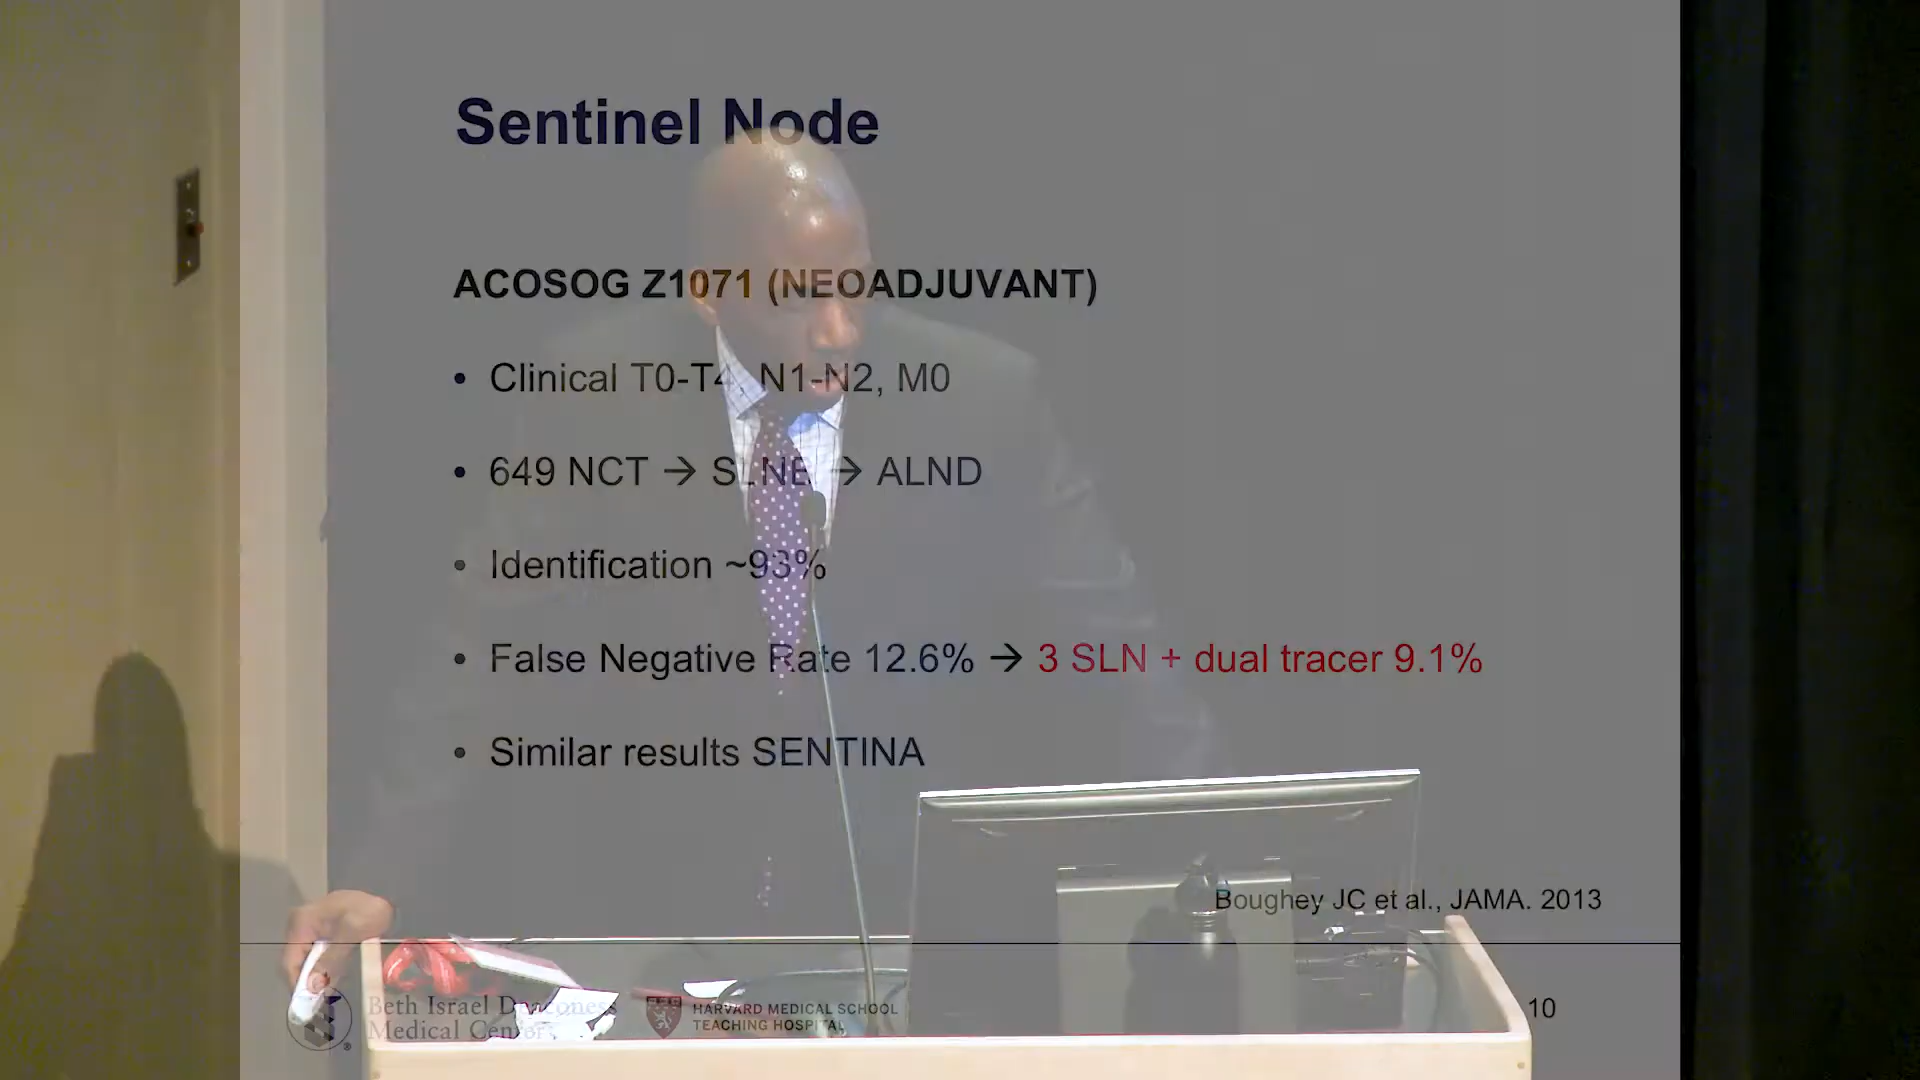 Sentinel Node
ACOSOG Z1071 (NEOADJUVANT)
• Clinical T0-T4, N1-N2, M0
• 649 NCT → SLNB → ALND
• Identification ~93%
• False Negative Rate 12.6% → 3 SLN + dual tracer 9.1%
• Similar results SENTINA
Boughey JC et al., JAMA. 2013
Beth Israel Deaconess
Medical Center
HARVARD MEDICAL SCHOOL
TEACHING HOSPITAL
10